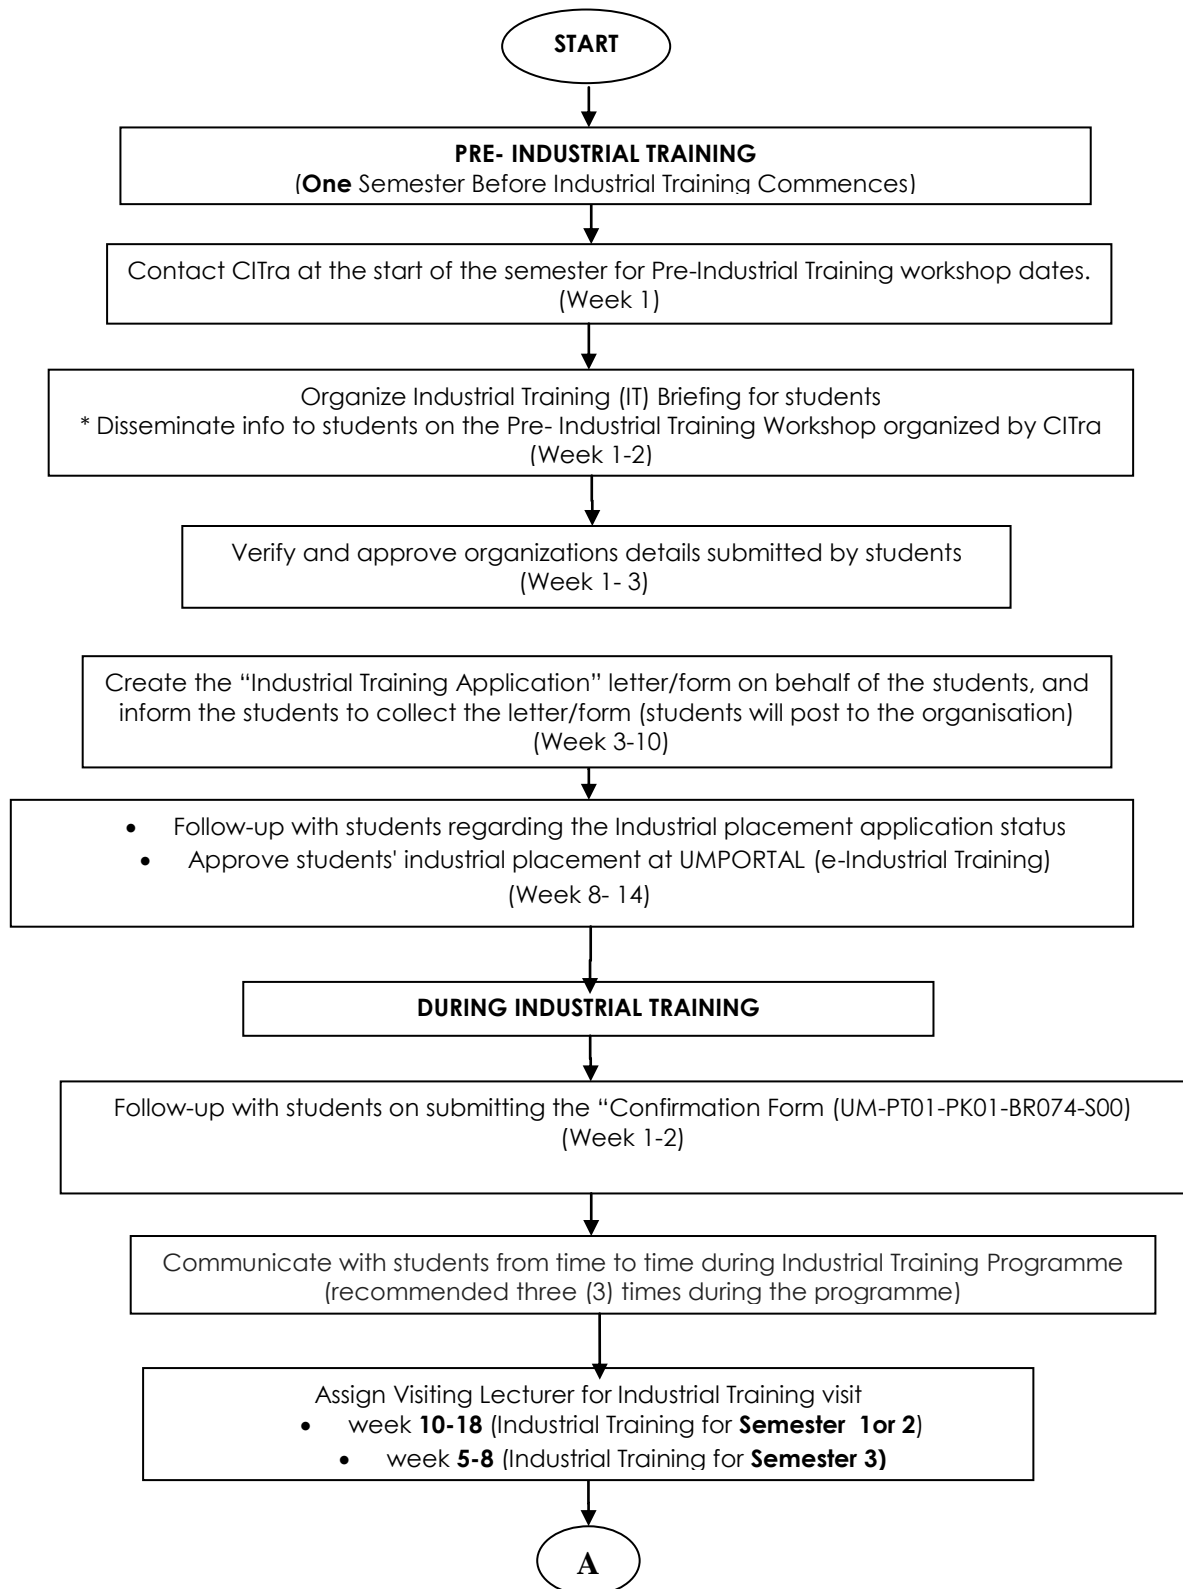 START
PRE- INDUSTRIAL TRAINING
(One Semester Before Industrial Training Commences)
Contact CITra at the start of the semester for Pre-Industrial Training workshop dates.
(Week 1)
Organize Industrial Training (IT) Briefing for students
* Disseminate info to students on the Pre- Industrial Training Workshop organized by CITra
(Week 1-2)
Verify and approve organizations details submitted by students
(Week 1- 3)
Create the “Industrial Training Application” letter/form on behalf of the students, and
inform the students to collect the letter/form (students will post to the organisation)
(Week 3-10)
• Follow-up with students regarding the Industrial placement application status
• Approve students' industrial placement at UMPORTAL (e-Industrial Training)
(Week 8- 14)
DURING INDUSTRIAL TRAINING
Follow-up with students on submitting the “Confirmation Form (UM-PT01-PK01-BR074-S00)
(Week 1-2)
Communicate with students from time to time during Industrial Training Programme
(recommended three (3) times during the programme)
Assign Visiting Lecturer for Industrial Training visit
• week 10-18 (Industrial Training for Semester 1or 2)
• week 5-8 (Industrial Training for Semester 3)
A